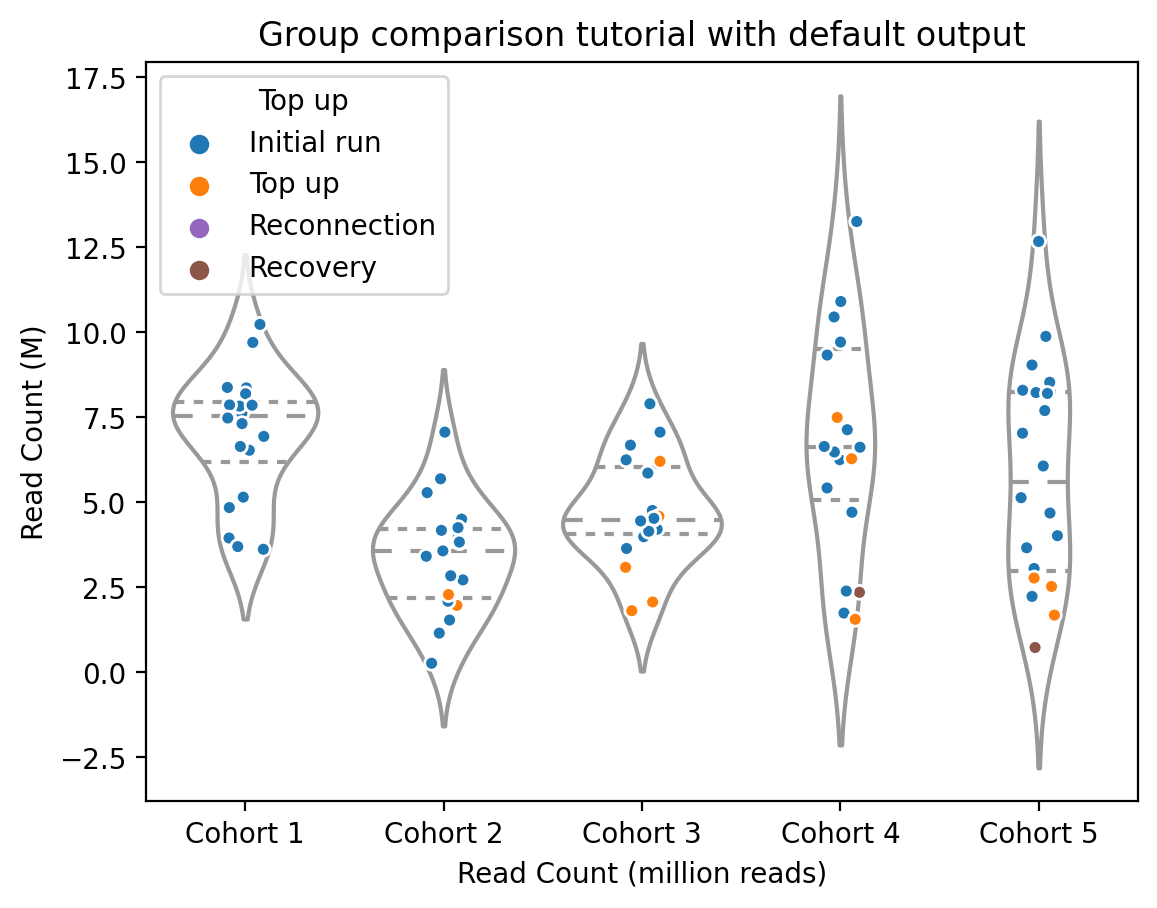 Group comparison tutorial with default output
Top up
Initial run
Top up
Reconnection
Recovery
Read Count (M)
17.5
15.0
12.5
10.0
7.5
5.0
2.5
0.0
−2.5
Cohort 1 Cohort 2 Cohort 3 Cohort 4 Cohort 5
Read Count (million reads)